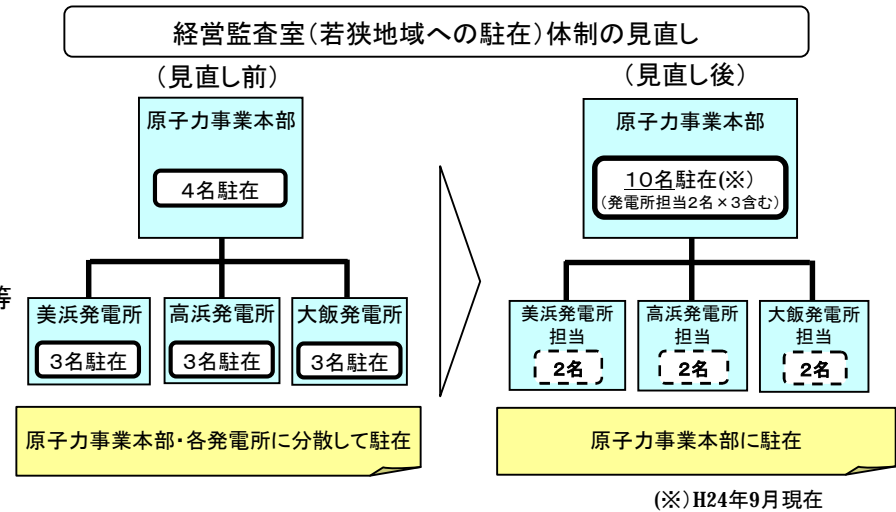 経営監査室(若狭地域への駐在)体制の見直し
(見直し前)
原子力事業本部
4名駐在
等
美浜発電所
3名駐在
高浜発電所
3名駐在
大飯発電所
3名駐在
原子力事業本部・各発電所に分散して駐在
(見直し後)
原子力事業本部
10名駐在(※)
(発電所担当2名×3含む)
美浜発電所
担当
2名
高浜発電所
担当
2名
大飯発電所
担当
2名
原子力事業本部に駐在
(※)H24年9月現在